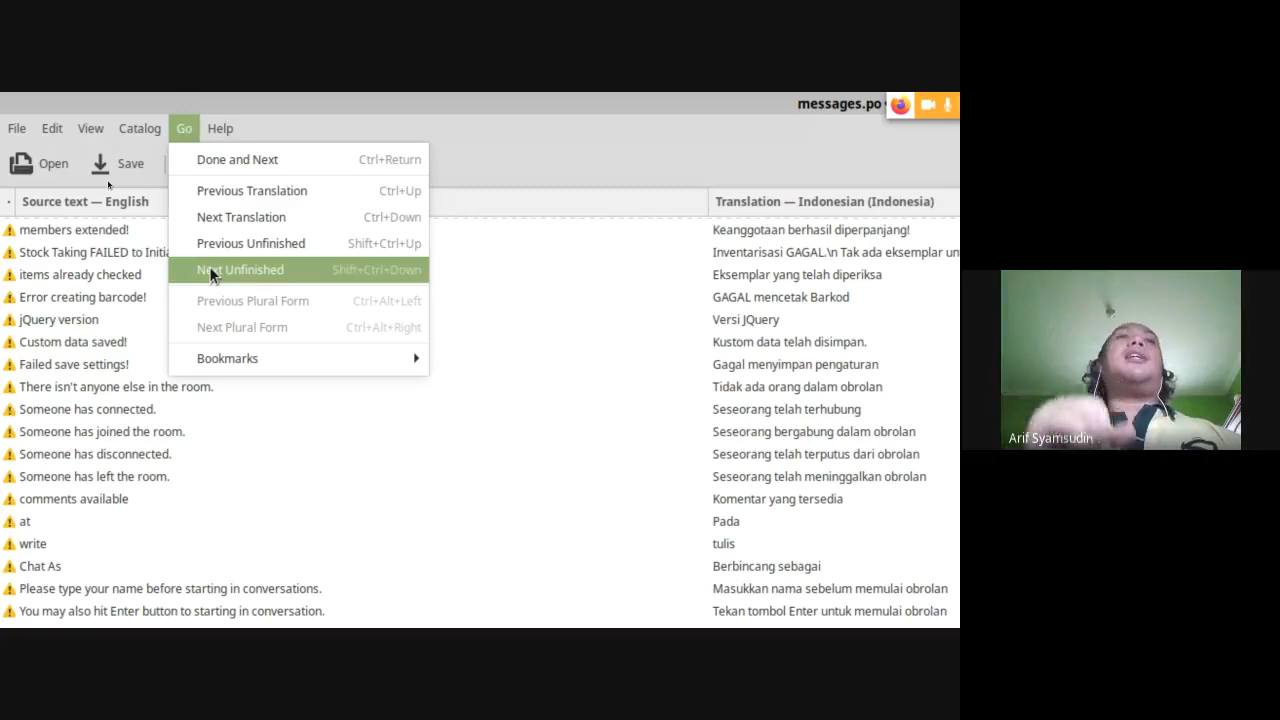 messages.po
File Edit View Catalog Go Help
Open Save
Done and Next Ctrl+Return
Previous Translation Ctrl+Up
Next Translation Ctrl+Down
Previous Unfinished Shift+Ctrl+Up
Next Unfinished Shift+Ctrl+Down
Previous Plural Form Ctrl+Alt+Left
Next Plural Form Ctrl+Alt+Right
Bookmarks
Source text — English Translation — Indonesian (Indonesia)
members extended! Keanggotaan berhasil diperpanjang!
Stock Taking FAILED to Initia Inventarisasi GAGAL.\n Tak ada eksemplar un
items already checked Eksemplar yang telah diperiksa
Error creating barcode! GAGAL mencetak Barkod
jQuery version Versi JQuery
Custom data saved! Kustom data telah disimpan.
Failed save settings! Gagal menyimpan pengaturan
There isn't anyone else in the room. Tidak ada orang dalam obrolan
Someone has connected. Seseorang telah terhubung
Someone has joined the room. Seseorang bergabung dalam obrolan
Someone has disconnected. Seseorang telah terputus dari obrolan
Someone has left the room. Seseorang telah meninggalkan obrolan
comments available Komentar yang tersedia
at Pada
write tulis
Chat As Berbincang sebagai
Please type your name before starting in conversations. Masukkan nama sebelum memulai obrolan
You may also hit Enter button to starting in conversation. Tekan tombol Enter untuk memulai obrolan
Arif Syamsudin